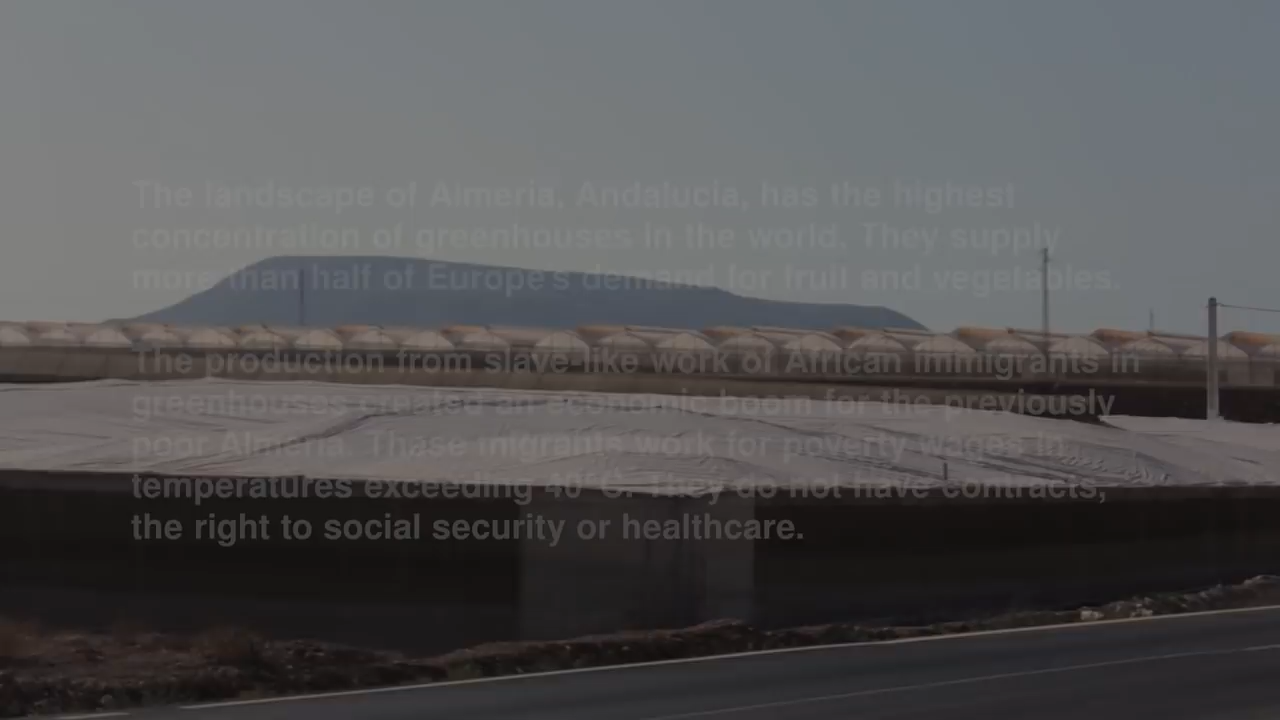 The landscape of Almeria, Andalucia, has the highest
concentration of greenhouses in the world. They supply
more than half of Europe's demand for fruit and vegetables.
The production from slave-like work of African immigrants in
greenhouses created an economic boom for the previously
poor Almeria. These migrants work for poverty wages in
temperatures exceeding 40°C. They do not have contracts,
the right to social security or healthcare.